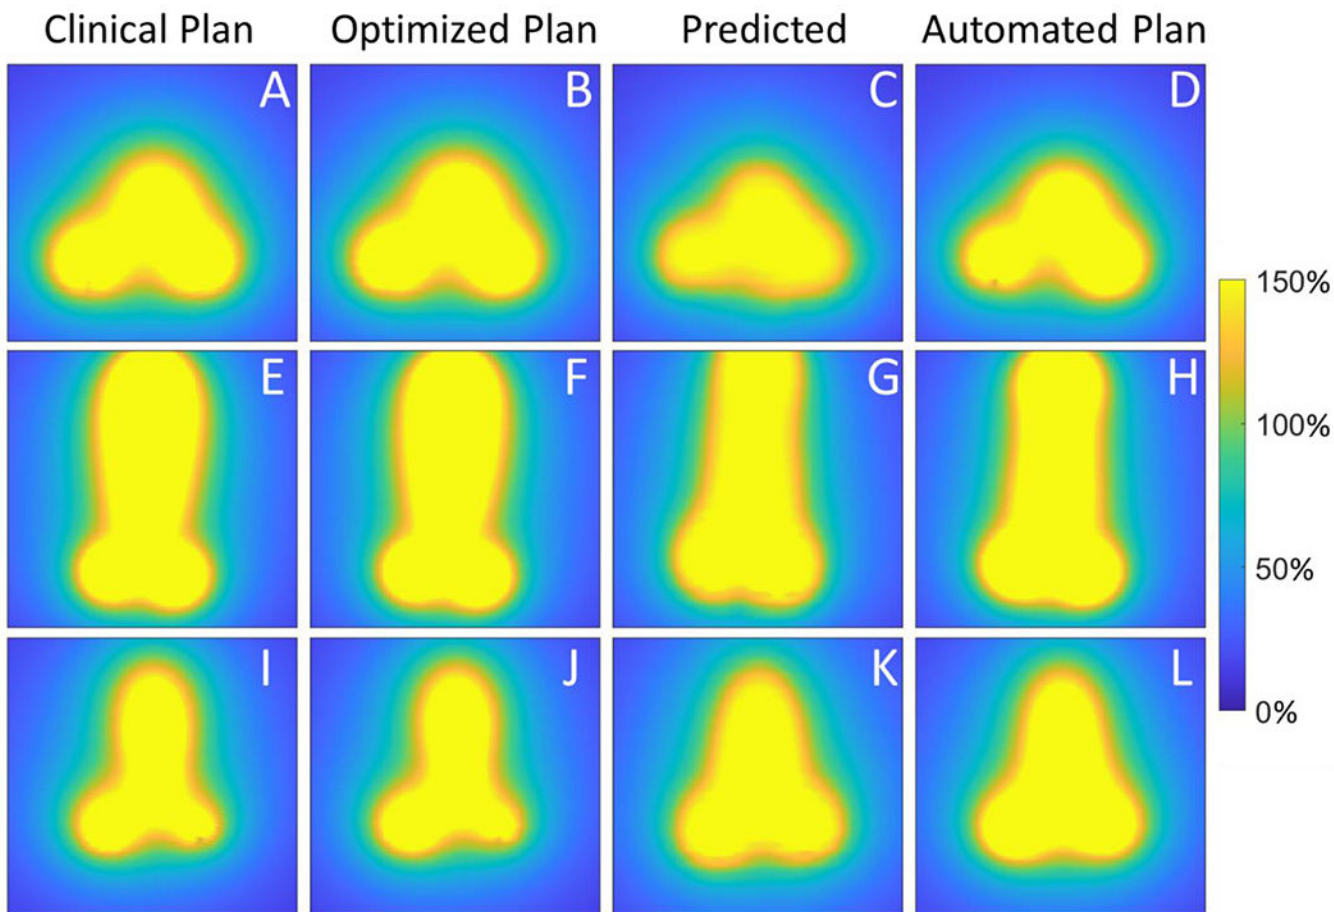 Clinical Plan Optimized Plan Predicted Automated Plan
A B C D
E F G H
I J K L
150%
100%
50%
0%